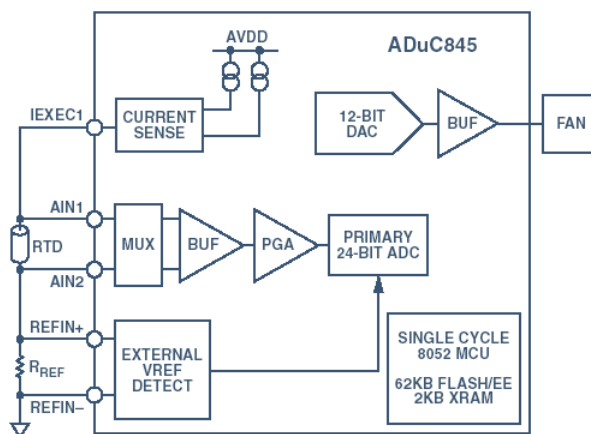 AVDD
ADuC845
IEXEC1
CURRENT
SENSE
12-BIT
DAC
BUF
FAN
AIN1
RTD
MUX
BUF
PGA
PRIMARY
24-BIT ADC
AIN2
REFIN+
EXTERNAL
VREF
DETECT
SINGLE CYCLE
8052 MCU
62KB FLASH/EE
2KB XRAM
RREF
REFIN–